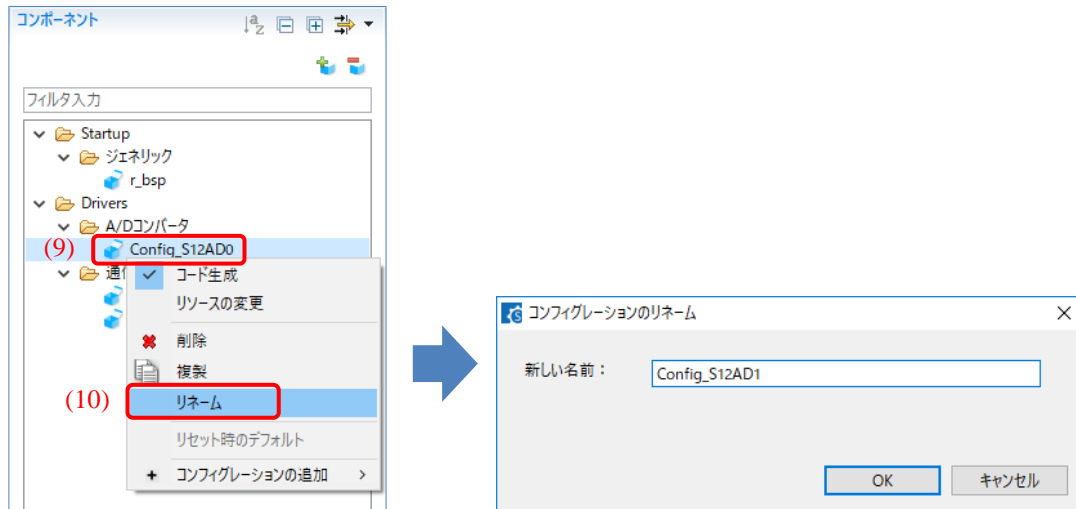 コンポーネント
フィルタ入力
Startup
ジェネリック
r_bsp
Drivers
A/Dコンバータ
(9)
Config_S12AD0
通信
コード生成
リソースの変更
削除
複製
(10)
リネーム
リセット時のデフォルト
コンフィグレーションの追加
コンフィグレーションのリネーム
新しい名前：
Config_S12AD1
OK
キャンセル